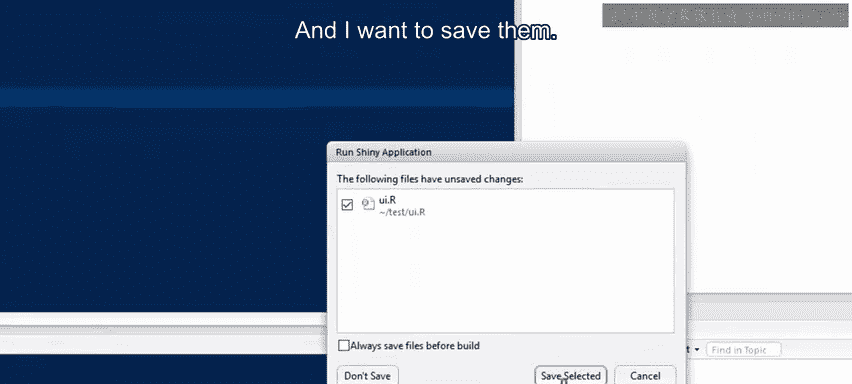 And I want to save them.
Run Shiny Application
The following files have unsaved changes:
ui.R
~/test/ui.R
Always save files before build
Find in Topic
Don't Save
Save Selected
Cancel